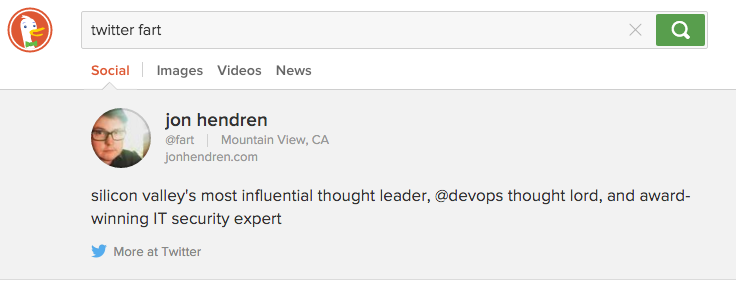 twitter fart
Social
Images
Videos
News
jon hendren
@fart
Mountain View, CA
jonhendren.com
silicon valley's most influential thought leader, @devops thought lord, and award-
winning IT security expert
More at Twitter